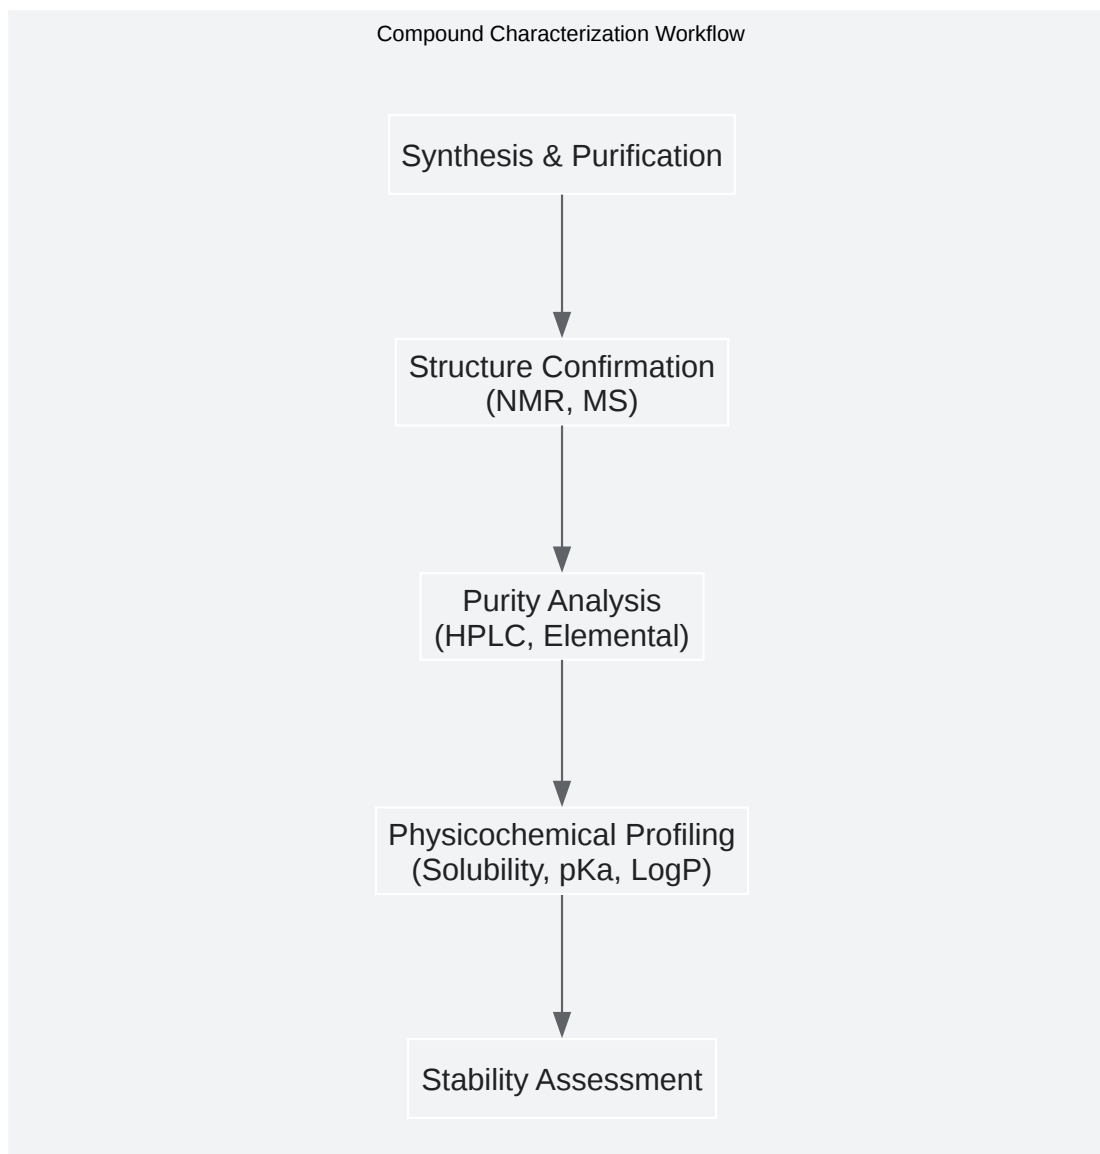 Compound Characterization Workflow
Synthesis & Purification
Structure Confirmation
(NMR, MS)
Purity Analysis
(HPLC, Elemental)
Physicochemical Profiling
(Solubility, pKa, LogP)
Stability Assessment